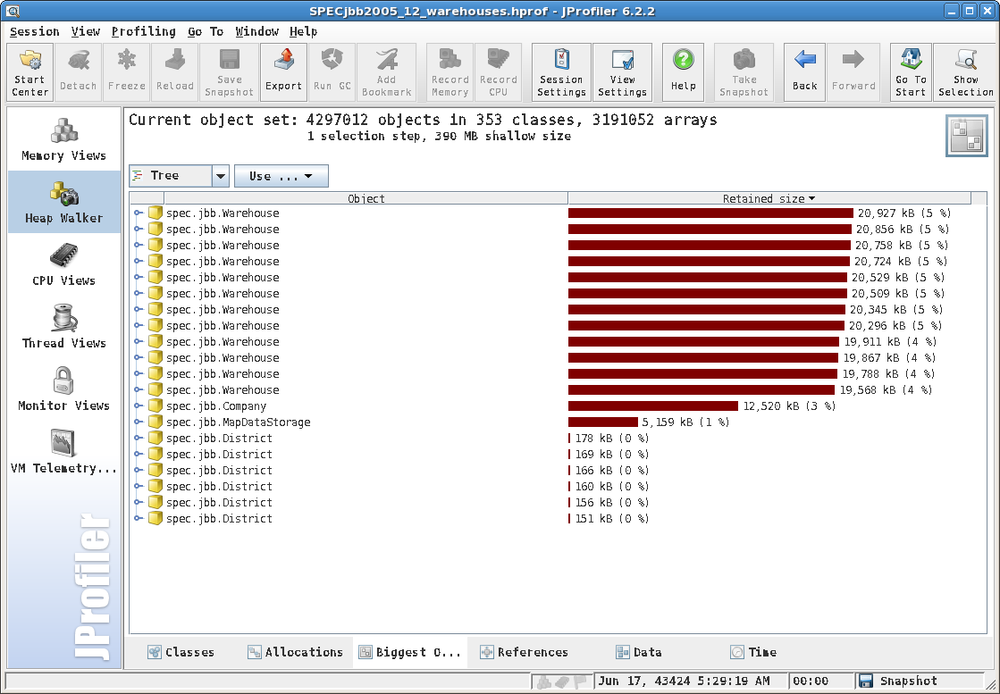 SPECjbb2005_12_warehouses.hprof - JProfiler 6.2.2
Session View Profiling Go To Window Help
Start Center
Detach
Freeze
Reload
Save Snapshot
Export
Run GC
Add Bookmark
Record Memory
Record CPU
Session Settings
View Settings
Help
Take Snapshot
Back
Forward
Go To Start
Show Selection
Memory Views
Heap Walker
CPU Views
Thread Views
Monitor Views
VM Telemetry...
JProfiler
Current object set: 4297012 objects in 353 classes, 3191052 arrays
1 selection step, 390 MB shallow size
Tree
Use ...
Object Retained size
spec.jbb.Warehouse 20,927 kB (5 %)
spec.jbb.Warehouse 20,856 kB (5 %)
spec.jbb.Warehouse 20,758 kB (5 %)
spec.jbb.Warehouse 20,724 kB (5 %)
spec.jbb.Warehouse 20,529 kB (5 %)
spec.jbb.Warehouse 20,509 kB (5 %)
spec.jbb.Warehouse 20,345 kB (5 %)
spec.jbb.Warehouse 20,296 kB (5 %)
spec.jbb.Warehouse 19,911 kB (4 %)
spec.jbb.Warehouse 19,867 kB (4 %)
spec.jbb.Warehouse 19,788 kB (4 %)
spec.jbb.Warehouse 19,568 kB (4 %)
spec.jbb.Company 12,520 kB (3 %)
spec.jbb.MapDataStorage 5,159 kB (1 %)
spec.jbb.District 178 kB (0 %)
spec.jbb.District 169 kB (0 %)
spec.jbb.District 166 kB (0 %)
spec.jbb.District 160 kB (0 %)
spec.jbb.District 156 kB (0 %)
spec.jbb.District 151 kB (0 %)
Classes Allocations Biggest O... References Data Time
Jun 17, 43424 5:29:19 AM 00:00 Snapshot